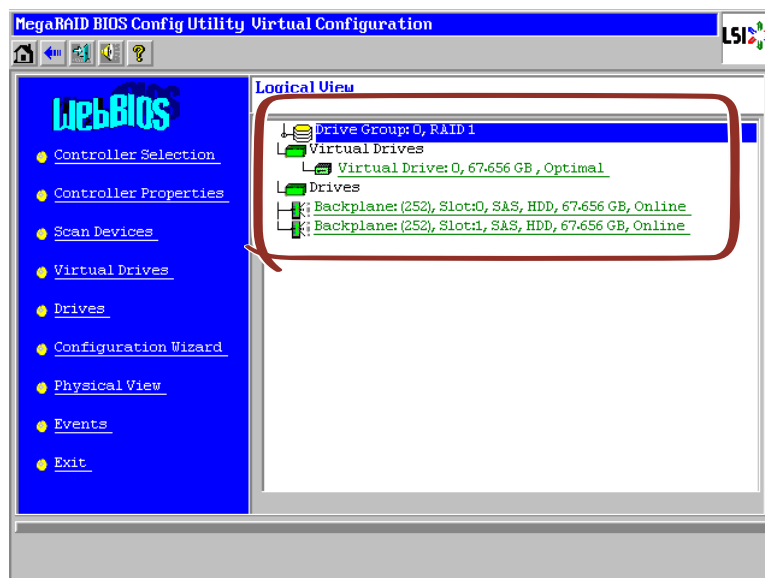 MegaRAID BIOS Config Utility Virtual Configuration
LSI
?
WebBIOS
Controller Selection
Controller Properties
Scan Devices
Virtual Drives
Drives
Configuration Wizard
Physical View
Events
Exit
Logical View
Drive Group: 0, RAID 1
Virtual Drives
Virtual Drive: 0, 67.656 GB, Optimal
Drives
Backplane: (252), Slot:0, SAS, HDD, 67.656 GB, Online
Backplane: (252), Slot:1, SAS, HDD, 67.656 GB, Online